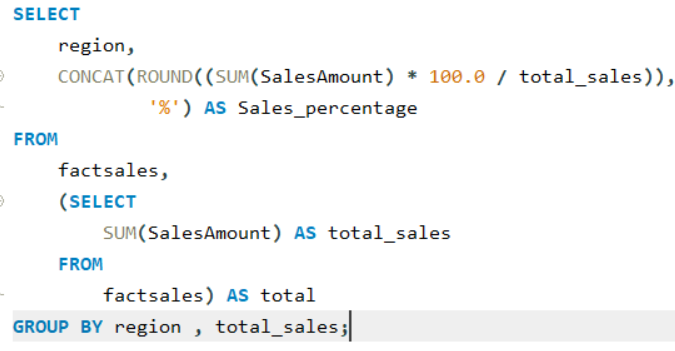 SELECT
region,
CONCAT(ROUND((SUM(SalesAmount) * 100.0 / total_sales)),
'%') AS Sales_percentage
FROM
factsales,
(SELECT
SUM(SalesAmount) AS total_sales
FROM
factsales) AS total
GROUP BY region , total_sales;